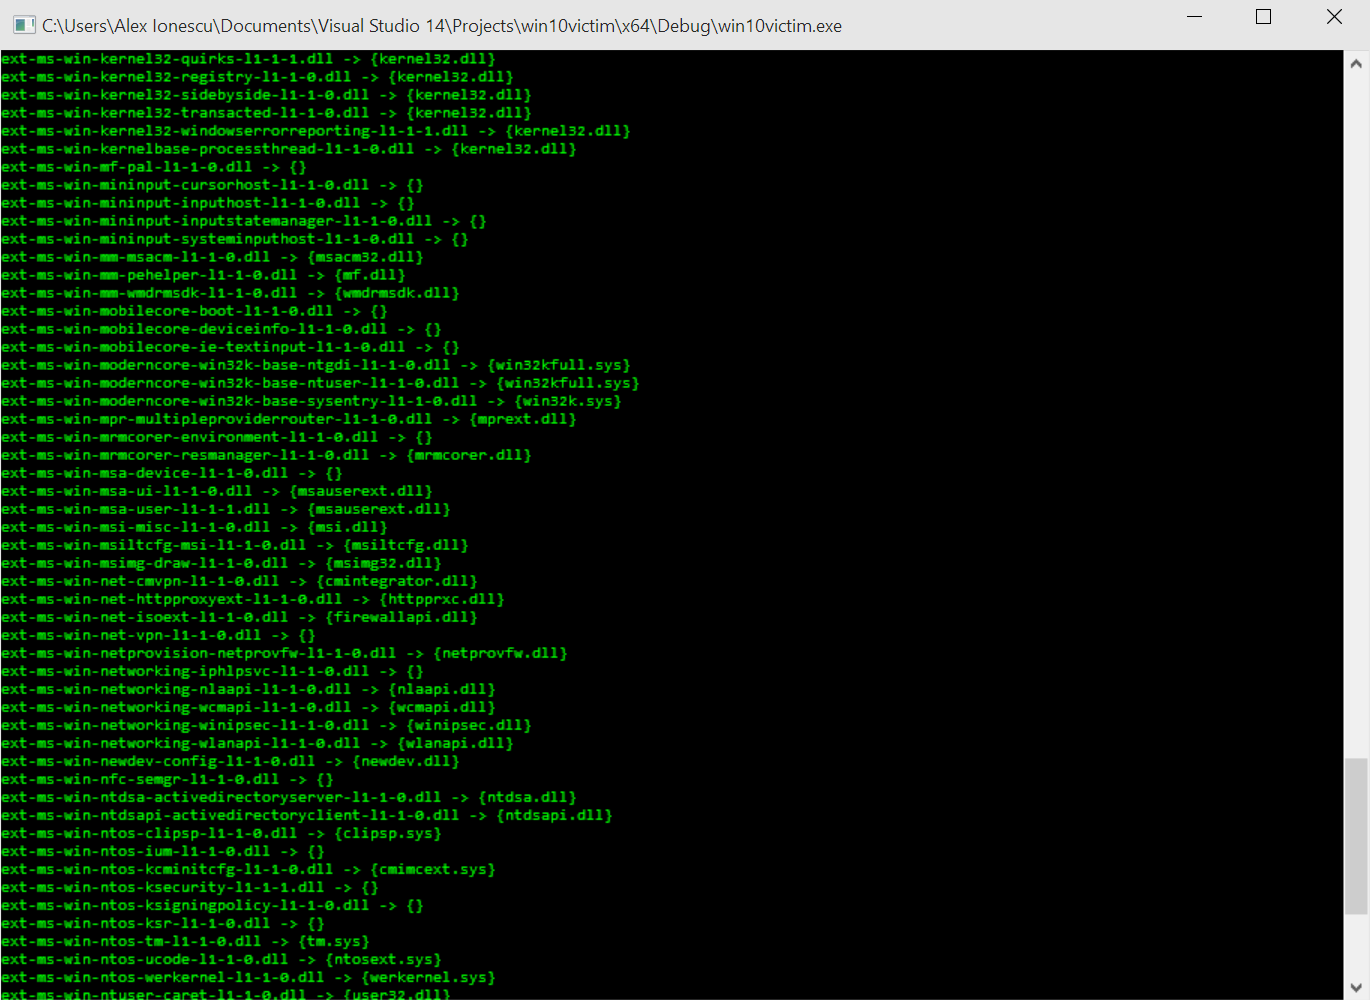 C:\Users\Alex Ionescu\Documents\Visual Studio 14\Projects\win10victim\x64\Debug\win10victim.exe
ext-ms-win-kernel32-quirks-l1-1-1.dll -> {kernel32.dll}
ext-ms-win-kernel32-registry-l1-1-0.dll -> {kernel32.dll}
ext-ms-win-kernel32-sidebyside-l1-1-0.dll -> {kernel32.dll}
ext-ms-win-kernel32-transacted-l1-1-0.dll -> {kernel32.dll}
ext-ms-win-kernel32-windowserrorreporting-l1-1-1.dll -> {kernel32.dll}
ext-ms-win-kernelbase-processthread-l1-1-0.dll -> {kernel32.dll}
ext-ms-win-mf-pal-l1-1-0.dll -> {}
ext-ms-win-mininput-cursorhost-l1-1-0.dll -> {}
ext-ms-win-mininput-inputhost-l1-1-0.dll -> {}
ext-ms-win-mininput-inputstatemanager-l1-1-0.dll -> {}
ext-ms-win-mininput-systeminputhost-l1-1-0.dll -> {}
ext-ms-win-mm-msacm-l1-1-0.dll -> {msacm32.dll}
ext-ms-win-mm-pehelper-l1-1-0.dll -> {mf.dll}
ext-ms-win-mm-wmdrmsdk-l1-1-0.dll -> {wmdrmsdk.dll}
ext-ms-win-mobilecore-boot-l1-1-0.dll -> {}
ext-ms-win-mobilecore-deviceinfo-l1-1-0.dll -> {}
ext-ms-win-mobilecore-ie-textinput-l1-1-0.dll -> {}
ext-ms-win-moderncore-win32k-base-ntgdi-l1-1-0.dll -> {win32kfull.sys}
ext-ms-win-moderncore-win32k-base-ntuser-l1-1-0.dll -> {win32kfull.sys}
ext-ms-win-moderncore-win32k-base-sysentry-l1-1-0.dll -> {win32k.sys}
ext-ms-win-mpr-multipleproviderrouter-l1-1-0.dll -> {mprext.dll}
ext-ms-win-mrmcorer-environment-l1-1-0.dll -> {}
ext-ms-win-mrmcorer-resmanager-l1-1-0.dll -> {mrmcorer.dll}
ext-ms-win-msa-device-l1-1-0.dll -> {}
ext-ms-win-msa-ui-l1-1-0.dll -> {msauserext.dll}
ext-ms-win-msa-user-l1-1-1.dll -> {msauserext.dll}
ext-ms-win-msi-misc-l1-1-0.dll -> {msi.dll}
ext-ms-win-msiltcfg-msi-l1-1-0.dll -> {msiltcfg.dll}
ext-ms-win-msimg-draw-l1-1-0.dll -> {msimg32.dll}
ext-ms-win-net-cmvpn-l1-1-0.dll -> {cmintegrator.dll}
ext-ms-win-net-httpproxyext-l1-1-0.dll -> {httpprxc.dll}
ext-ms-win-net-isoext-l1-1-0.dll -> {firewallapi.dll}
ext-ms-win-net-vpn-l1-1-0.dll -> {}
ext-ms-win-netprovision-netprovfw-l1-1-0.dll -> {netprovfw.dll}
ext-ms-win-networking-iphlpsvc-l1-1-0.dll -> {}
ext-ms-win-networking-nlaapi-l1-1-0.dll -> {nlaapi.dll}
ext-ms-win-networking-wcmapi-l1-1-0.dll -> {wcmapi.dll}
ext-ms-win-networking-winipsec-l1-1-0.dll -> {winipsec.dll}
ext-ms-win-networking-wlanapi-l1-1-0.dll -> {wlanapi.dll}
ext-ms-win-newdev-config-l1-1-0.dll -> {newdev.dll}
ext-ms-win-nfc-semgr-l1-1-0.dll -> {}
ext-ms-win-ntdsa-activedirectoryserver-l1-1-0.dll -> {ntdsa.dll}
ext-ms-win-ntdsapi-activedirectoryclient-l1-1-0.dll -> {ntdsapi.dll}
ext-ms-win-ntos-clipsp-l1-1-0.dll -> {clipsp.sys}
ext-ms-win-ntos-ium-l1-1-0.dll -> {}
ext-ms-win-ntos-kcminitcfg-l1-1-0.dll -> {cmimcext.sys}
ext-ms-win-ntos-ksecurity-l1-1-1.dll -> {}
ext-ms-win-ntos-ksigningpolicy-l1-1-0.dll -> {}
ext-ms-win-ntos-ksr-l1-1-0.dll -> {}
ext-ms-win-ntos-tm-l1-1-0.dll -> {tm.sys}
ext-ms-win-ntos-ucode-l1-1-0.dll -> {ntosext.sys}
ext-ms-win-ntos-werkernel-l1-1-0.dll -> {werkernel.sys}
ext-ms-win-ntuser-caret-l1-1-0.dll -> {user32.dll}